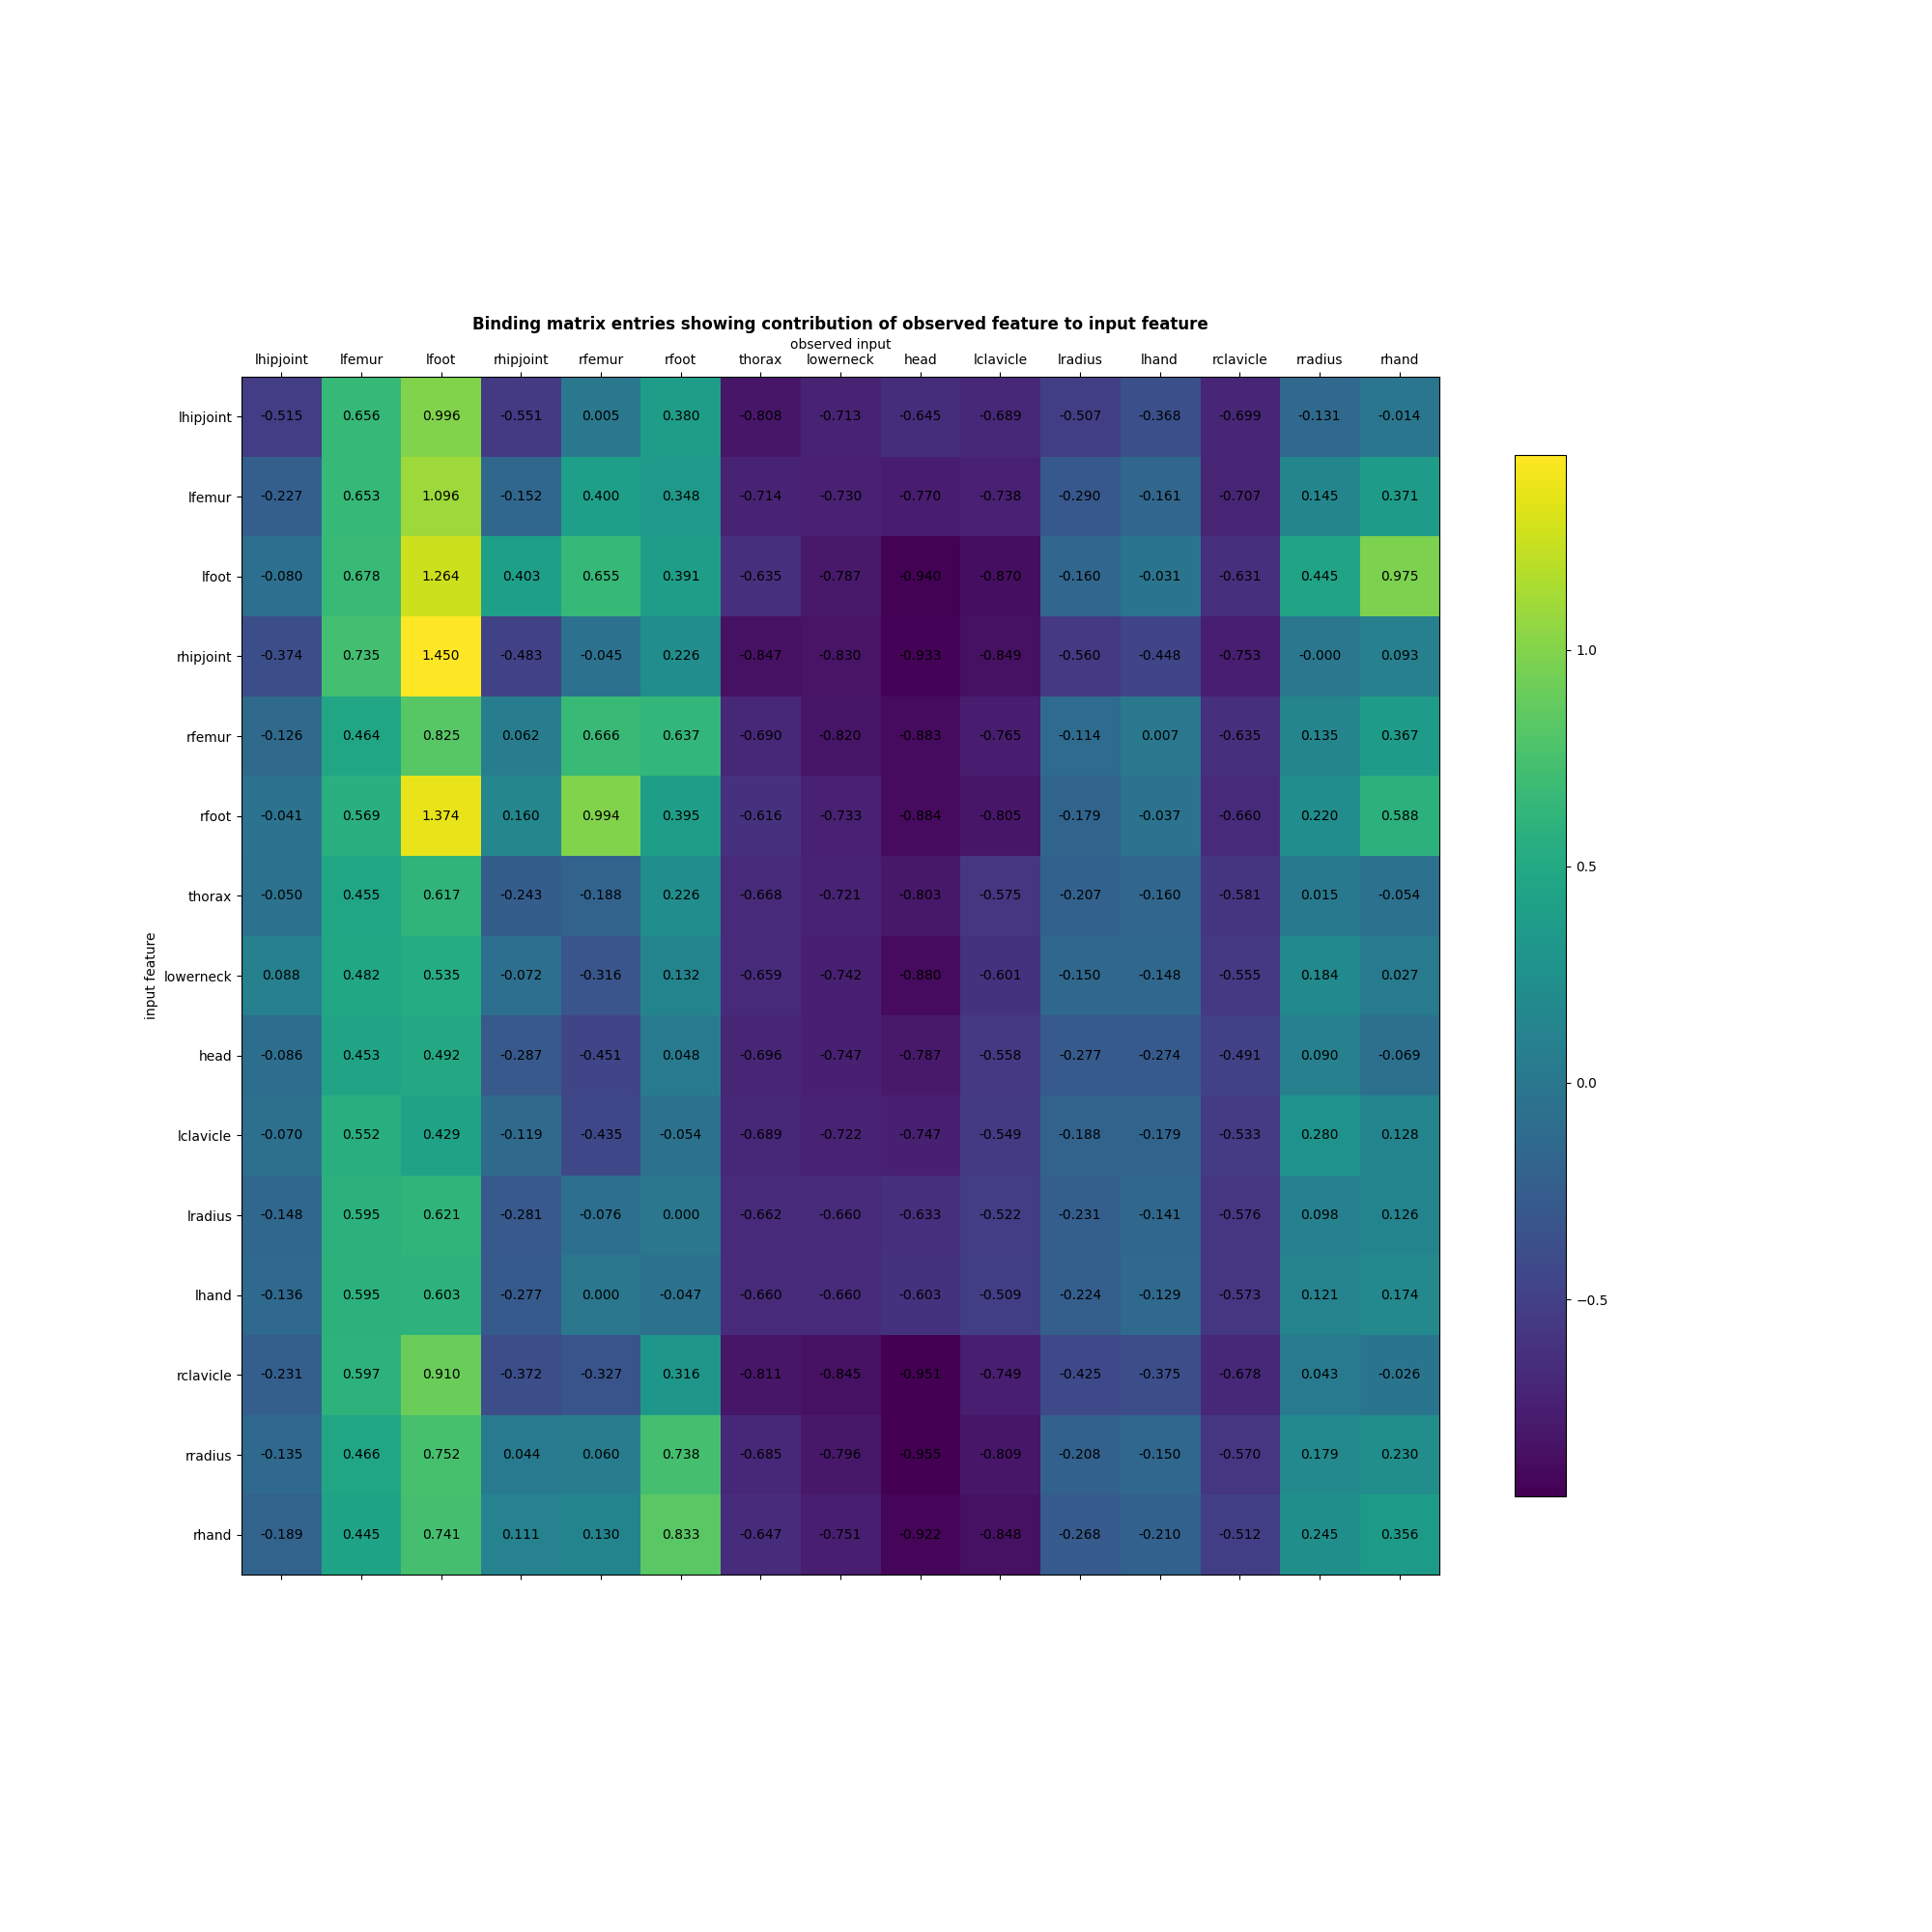 Binding matrix entries showing contribution of observed feature to input feature
observed input
lhipjoint lfemur lfoot rhipjoint rfemur rfoot thorax lowerneck head lclavicle lradius lhand rclavicle rradius rhand
lhipjoint -0.515 0.656 0.996 -0.551 0.005 0.380 -0.808 -0.713 -0.645 -0.689 -0.507 -0.368 -0.699 -0.131 -0.014
lfemur -0.227 0.653 1.096 -0.152 0.400 0.348 -0.714 -0.730 -0.770 -0.738 -0.290 -0.161 -0.707 0.145 0.371
lfoot -0.080 0.678 1.264 0.403 0.655 0.391 -0.635 -0.787 -0.940 -0.870 -0.160 -0.031 -0.631 0.445 0.975
rhipjoint -0.374 0.735 1.450 -0.483 -0.045 0.226 -0.847 -0.830 -0.933 -0.849 -0.560 -0.448 -0.753 -0.000 0.093
1.0
rfemur -0.126 0.464 0.825 0.062 0.666 0.637 -0.690 -0.820 -0.883 -0.765 -0.114 0.007 -0.635 0.135 0.367
rfoot -0.041 0.569 1.374 0.160 0.994 0.395 -0.616 -0.733 -0.884 -0.805 -0.179 -0.037 -0.660 0.220 0.588
0.5
thorax -0.050 0.455 0.617 -0.243 -0.188 0.226 -0.668 -0.721 -0.803 -0.575 -0.207 -0.160 -0.581 0.015 -0.054
input feature
lowerneck 0.088 0.482 0.535 -0.072 -0.316 0.132 -0.659 -0.742 -0.880 -0.601 -0.150 -0.148 -0.555 0.184 0.027
head -0.086 0.453 0.492 -0.287 -0.451 0.048 -0.696 -0.747 -0.787 -0.558 -0.277 -0.274 -0.491 0.090 -0.069
0.0
lclavicle -0.070 0.552 0.429 -0.119 -0.435 -0.054 -0.689 -0.722 -0.747 -0.549 -0.188 -0.179 -0.533 0.280 0.128
lradius -0.148 0.595 0.621 -0.281 -0.076 0.000 -0.662 -0.660 -0.633 -0.522 -0.231 -0.141 -0.576 0.098 0.126
lhand -0.136 0.595 0.603 -0.277 0.000 -0.047 -0.660 -0.660 -0.603 -0.509 -0.224 -0.129 -0.573 0.121 0.174
−0.5
rclavicle -0.231 0.597 0.910 -0.372 -0.327 0.316 -0.811 -0.845 -0.951 -0.749 -0.425 -0.375 -0.678 0.043 -0.026
rradius -0.135 0.466 0.752 0.044 0.060 0.738 -0.685 -0.796 -0.955 -0.809 -0.208 -0.150 -0.570 0.179 0.230
rhand -0.189 0.445 0.741 0.111 0.130 0.833 -0.647 -0.751 -0.922 -0.848 -0.268 -0.210 -0.512 0.245 0.356